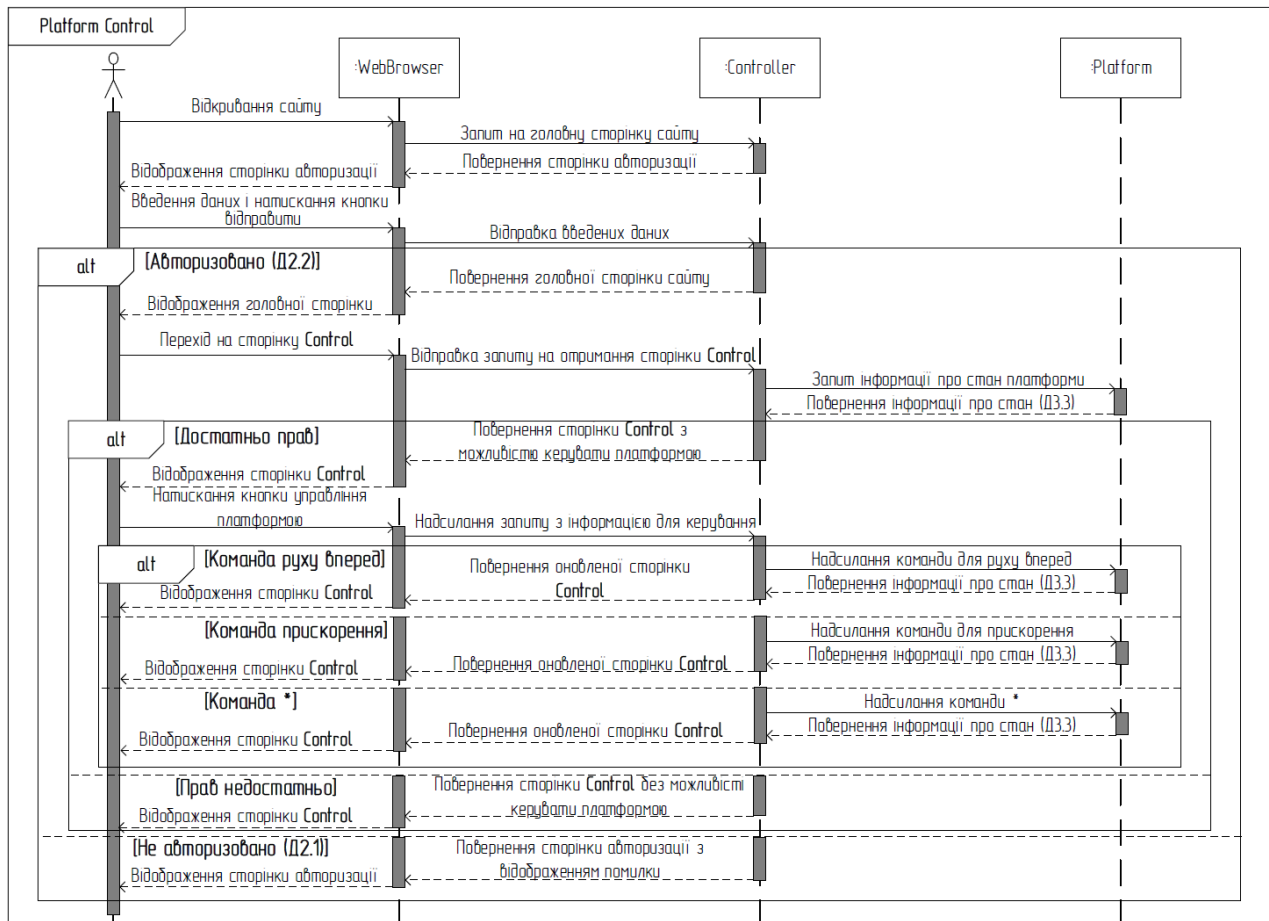 Platform Control
:WebBrowser
:Controller
:Platform
Відкривання сайту
Запит на головну сторінку сайту
Повернення сторінки авторизації
Відображення сторінки авторизації
Введення даних і натискання кнопки
відправити
Відправка введених даних
alt
[Авторизовано (Д2.2)]
Повернення головної сторінки сайту
Відображення головної сторінки
Перехід на сторінку Control
Відправка запиту на отримання сторінки Control
Запит інформації про стан платформи
Повернення інформації про стан (Д3.3)
alt
[Достатньо прав]
Повернення сторінки Control з
можливістю керувати платформою
Відображення сторінки Control
Натискання кнопки управління
платформою
Надсилання запиту з інформацією для керування
alt
[Команда руху вперед]
Надсилання команди для руху вперед
Повернення інформації про стан (Д3.3)
Повернення оновленої сторінки
Control
Відображення сторінки Control
[Команда прискорення]
Надсилання команди для прискорення
Повернення інформації про стан (Д3.3)
Повернення оновленої сторінки Control
Відображення сторінки Control
[Команда *]
Надсилання команди *
Повернення інформації про стан (Д3.3)
Повернення оновленої сторінки Control
Відображення сторінки Control
[Прав недостатньо]
Повернення сторінки Control без можливісті
керувати платформою
Відображення сторінки Control
[Не авторизовано (Д2.1)]
Повернення сторінки авторизації з
відображенням помилки
Відображення сторінки авторизації